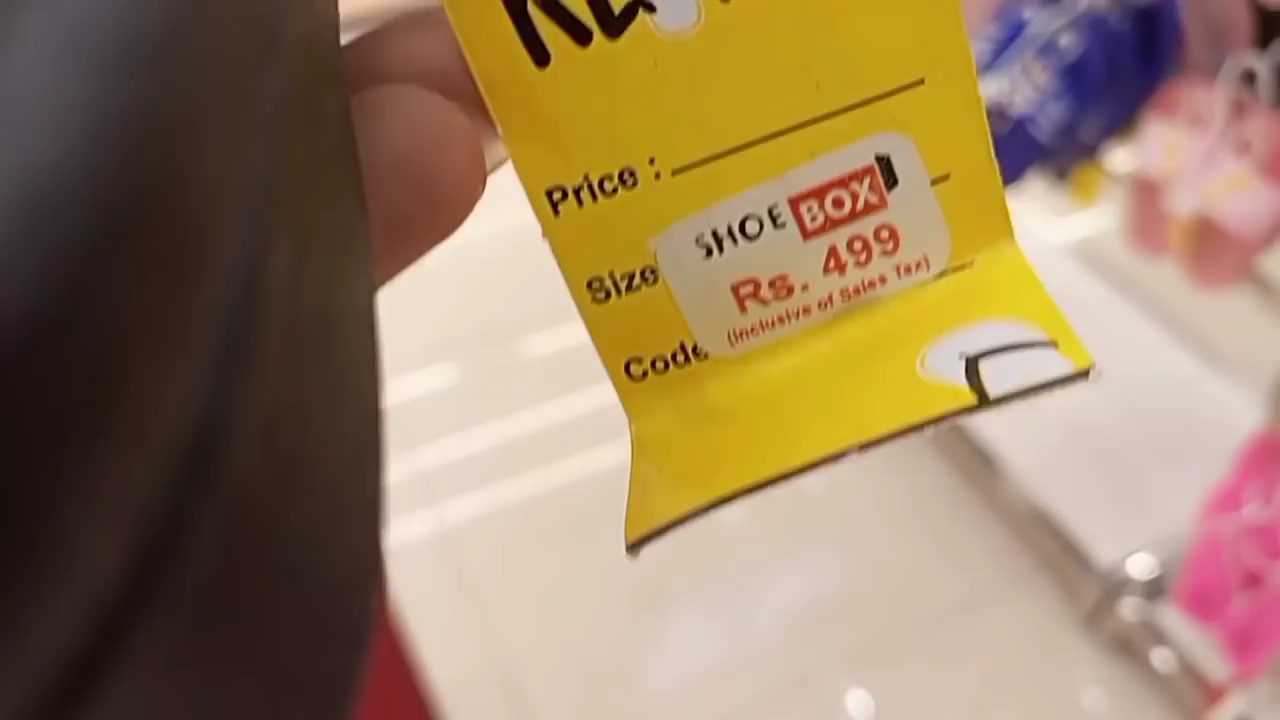 Price :
SHOE BOX
Size
Rs. 499
(Inclusive of Sales Tax)
Code